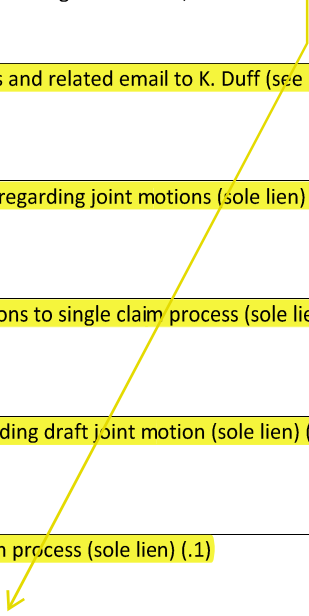 s and related email to K. Duff (see
regarding joint motions (sole lien)
ons to single claim process (sole lie
ding draft joint motion (sole lien) (
n process (sole lien) (.1)